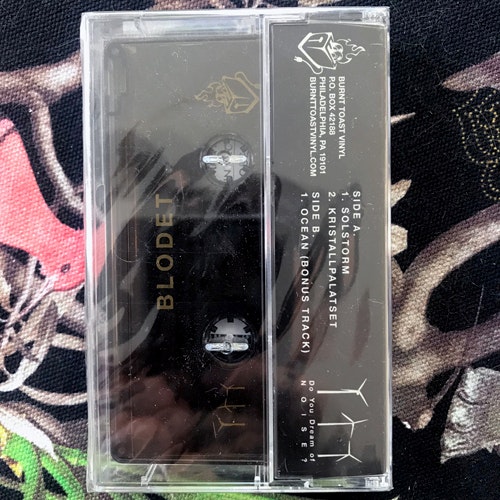 BURNT TOAST VINYL
P.O. BOX 42188
PHILADELPHIA, PA 19101
BURNTTOASTVINYL.COM
SIDE A.
1. SOLSTORM
2. KRISTALLPALATSET
SIDE B.
1. OCEAN (BONUS TRACK)
Do You Dream of
NOISE?
BLODET